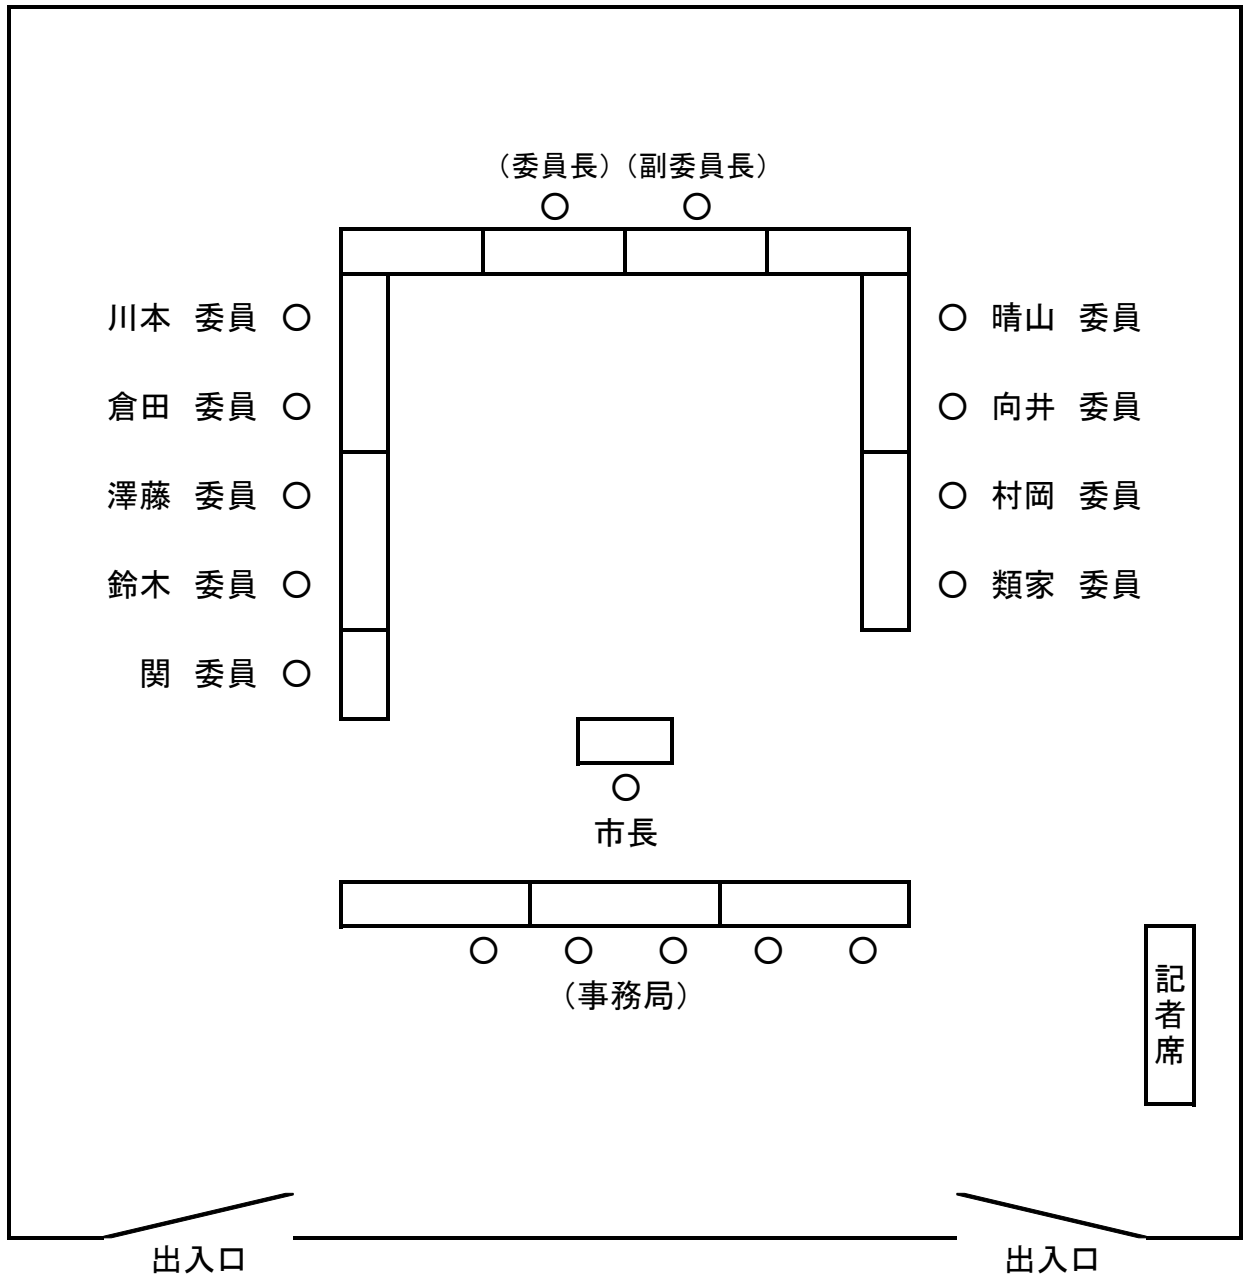 （委員長）（副委員長）
○ ○
川本 委員 ○ ○ 晴山 委員
倉田 委員 ○ ○ 向井 委員
澤藤 委員 ○ ○ 村岡 委員
鈴木 委員 ○ ○ 類家 委員
関 委員 ○
○
市長
○ ○ ○ ○ ○
（事務局）
記者席
出入口 出入口